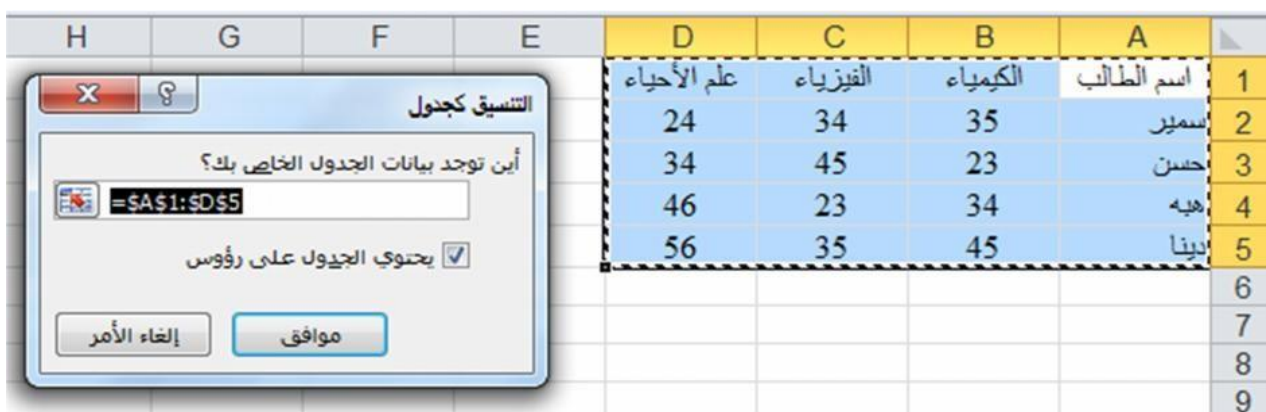 A B C D E F G H
1 اسم الطالب الكيمياء الفيزياء علم الأحياء
2 سمير 35 34 24
3 حسن 23 45 34
4 هبه 34 23 46
5 دينا 45 35 56
6
7
8
9
التنسيق كجدول
أين توجد بيانات الجدول الخاص بك؟
=$A$1:$D$5
يحتوي الجدول على رؤوس
موافق إلغاء الأمر